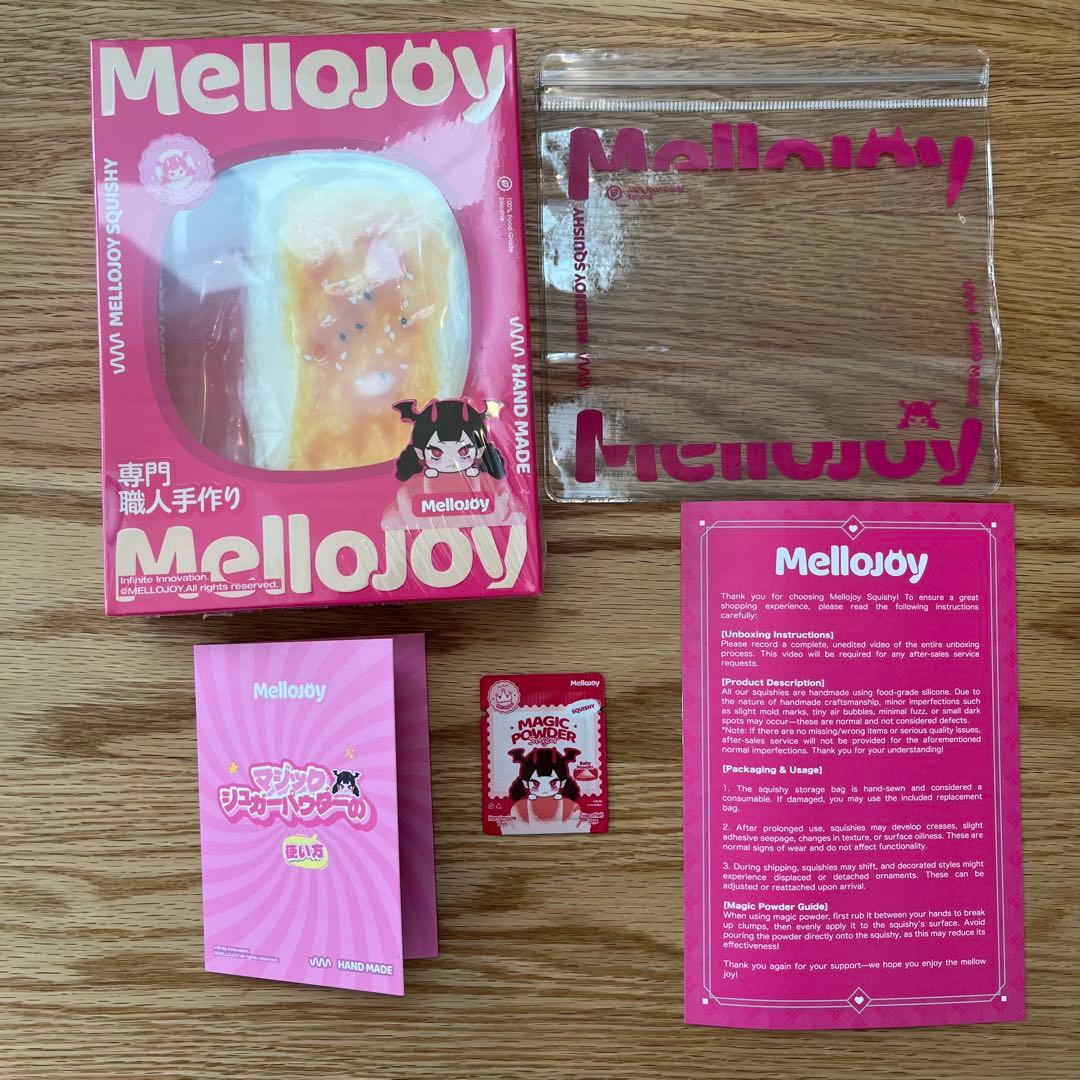 Mellojoy
MELLOJOY SQUISHY
100% Food-Grade
Silicone
HAND MADE
専門
職人手作り
Mellojoy
Mellojoy
Infinite Innovation.
@MELLOJOY.All rights reserved.
Mellojoy
100% Food-Grade
Silicone
MELLOJOY SQUISHY
Hand Made
Mellojoy
Mellojoy
マジック
シュガーパウダーの
使い方
Infinite Innovation.
@MELLOJOY.All rights reserved.
HAND MADE
Mellojoy
SQUISHY
MAGIC
POWDER
Baby
Powder
Handmade
Toys
Mellojoy
Thank you for choosing Mellojoy Squishy! To ensure a great
shopping experience, please read the following instructions
carefully:
[Unboxing Instructions]
Please record a complete, unedited video of the entire unboxing
process. This video will be required for any after-sales service
requests.
[Product Description]
All our squishies are handmade using food-grade silicone. Due to
the nature of handmade craftsmanship, minor imperfections such
as slight mold marks, tiny air bubbles, minimal fuzz, or small dark
spots may occur—these are normal and not considered defects.
*Note: If there are no missing/wrong items or serious quality issues,
after-sales service will not be provided for the aforementioned
normal imperfections. Thank you for your understanding!
[Packaging & Usage]
1. The squishy storage bag is hand-sewn and considered a
consumable. If damaged, you may use the included replacement
bag.
2. After prolonged use, squishies may develop creases, slight
adhesive seepage, changes in texture, or surface oiliness. These are
normal signs of wear and do not affect functionality.
3. During shipping, squishies may shift, and decorated styles might
experience displaced or detached ornaments. These can be
adjusted or reattached upon arrival.
[Magic Powder Guide]
When using magic powder, first rub it between your hands to break
up clumps, then evenly apply it to the squishy's surface. Avoid
pouring the powder directly onto the squishy, as this may reduce its
effectiveness!
Thank you again for your support—we hope you enjoy the mellow
joy!